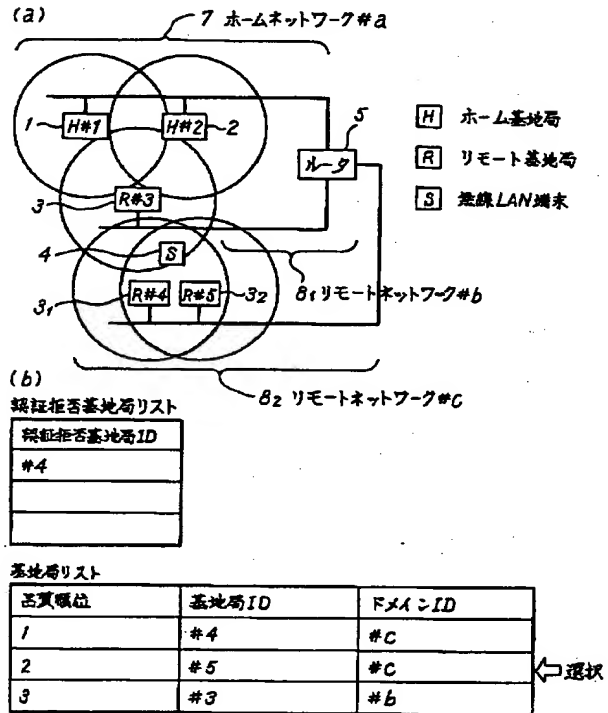 (a)
7 ホームネットワーク#a
1
H#1
H#2
2
5
ルータ
H ホーム基地局
R リモート基地局
S 無線LAN端末
3
R#3
4
S
3₁
R#4
R#5
3₂
8₁ リモートネットワーク#b
8₂ リモートネットワーク#c
(b)
認証拒否基地局リスト
認証拒否基地局ID
#4
基地局リスト
品質順位 基地局ID ドメインID
1 #4 #c
2 #5 #c 選択
3 #3 #b